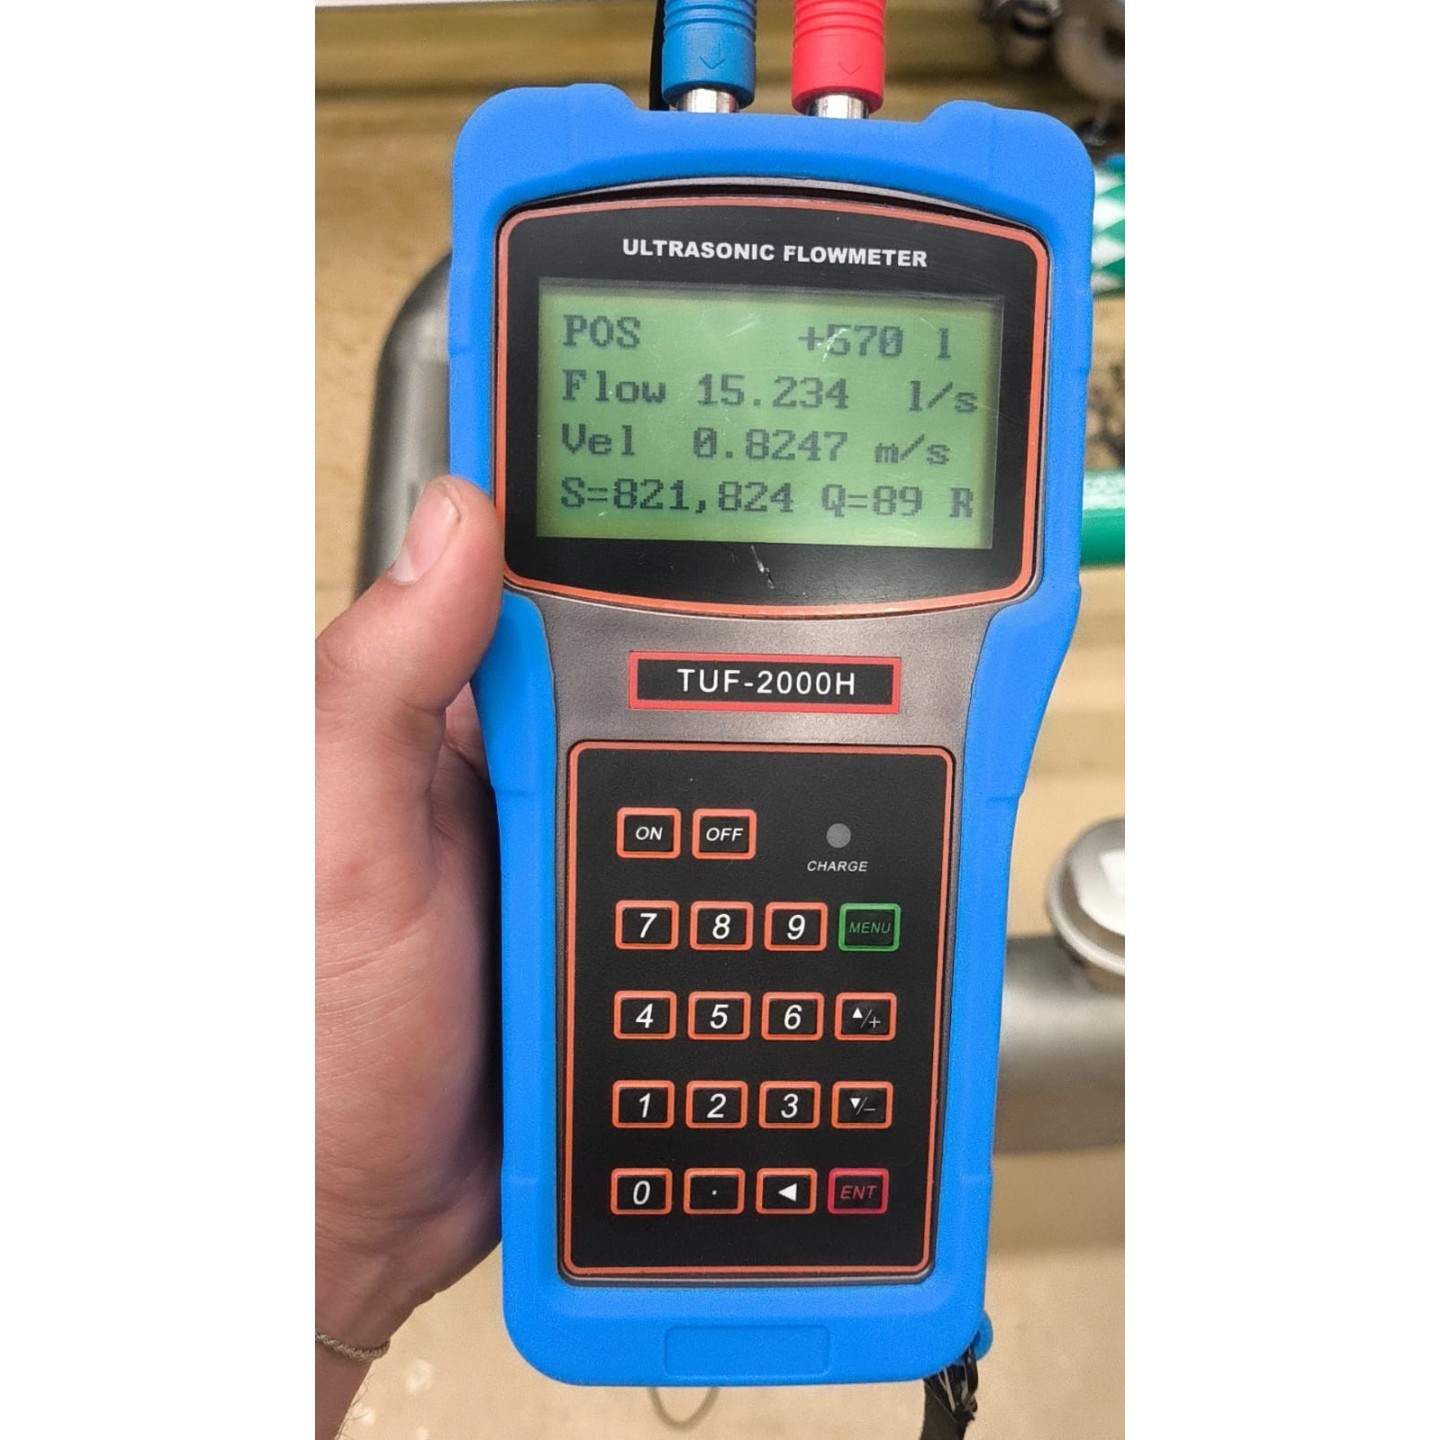 ULTRASONIC FLOWMETER
POS +570 l
Flow 15.234 l/s
Vel 0.8247 m/s
S=821,824 Q=89 R
TUF-2000H
ON OFF
CHARGE
7 8 9 MENU
4 5 6 ▲/+
1 2 3 ▼/-
0 . ◀ ENT